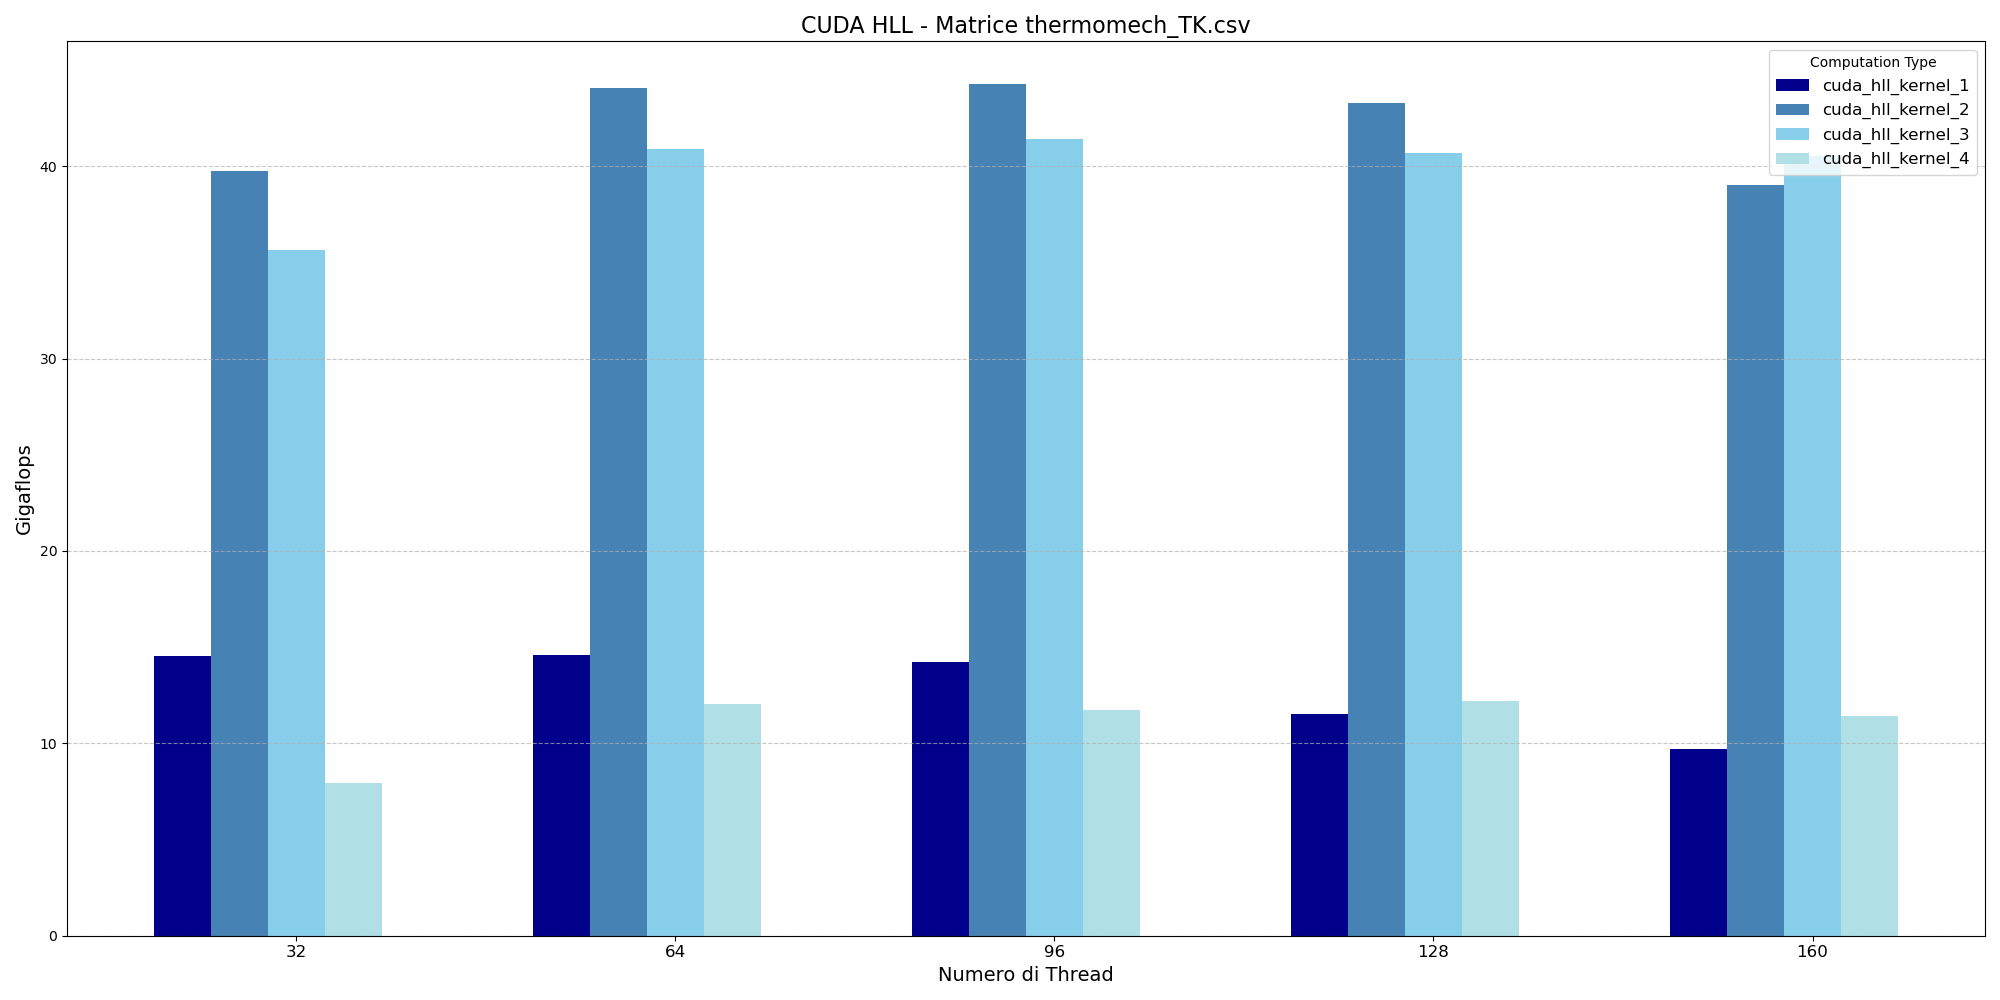 CUDA HLL - Matrice thermomech_TK.csv
Computation Type
cuda_hll_kernel_1
cuda_hll_kernel_2
cuda_hll_kernel_3
cuda_hll_kernel_4
Gigaflops
40
30
20
10
0
32
64
96
128
160
Numero di Thread